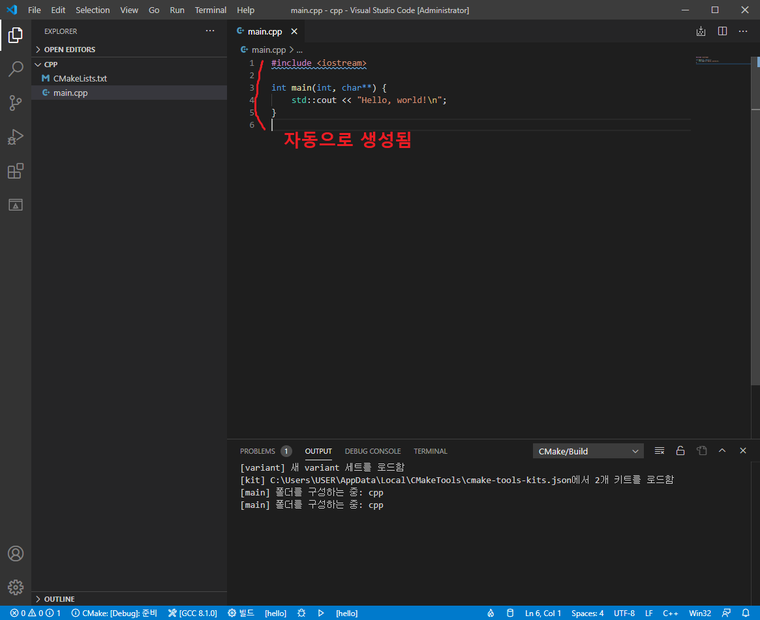 File Edit Selection View Go Run Terminal Help main.cpp - cpp - Visual Studio Code [Administrator]
EXPLORER
OPEN EDITORS
CPP
CMakeLists.txt
main.cpp
main.cpp
main.cpp > ...
1 #include <iostream>
2
3 int main(int, char**) {
4 std::cout << "Hello, world!\n";
5 }
6
자동으로 생성됨
PROBLEMS 1 OUTPUT DEBUG CONSOLE TERMINAL CMake/Build
[variant] 새 variant 세트를 로드함
[kit] C:\Users\USER\AppData\Local\CMakeTools\cmake-tools-kits.json에서 2개 키트를 로드함
[main] 폴더를 구성하는 중: cpp
[main] 폴더를 구성하는 중: cpp
OUTLINE
0 0 1 CMake: [Debug]: 준비 [GCC 8.1.0] 빌드 [hello] [hello] Ln 6, Col 1 Spaces: 4 UTF-8 LF C++ Win32